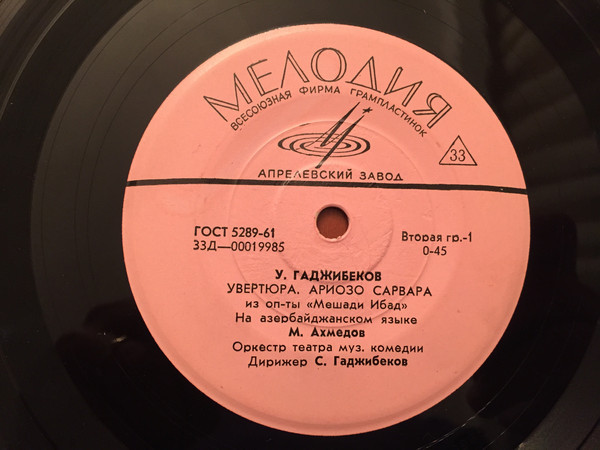 МЕЛОДИЯ
ВСЕСОЮЗНАЯ ФИРМА ГРАМПЛАСТИНОК
33
АПРЕЛЕВСКИЙ ЗАВОД
ГОСТ 5289-61
33Д—00019985
Вторая гр.-1
0-45
У. ГАДЖИБЕКОВ
УВЕРТЮРА. АРИОЗО САРВАРА
из оп-ты «Мешади Ибад»
На азербайджанском языке
М. Ахмедов
Оркестр театра муз. комедии
Дирижер С. Гаджибеков